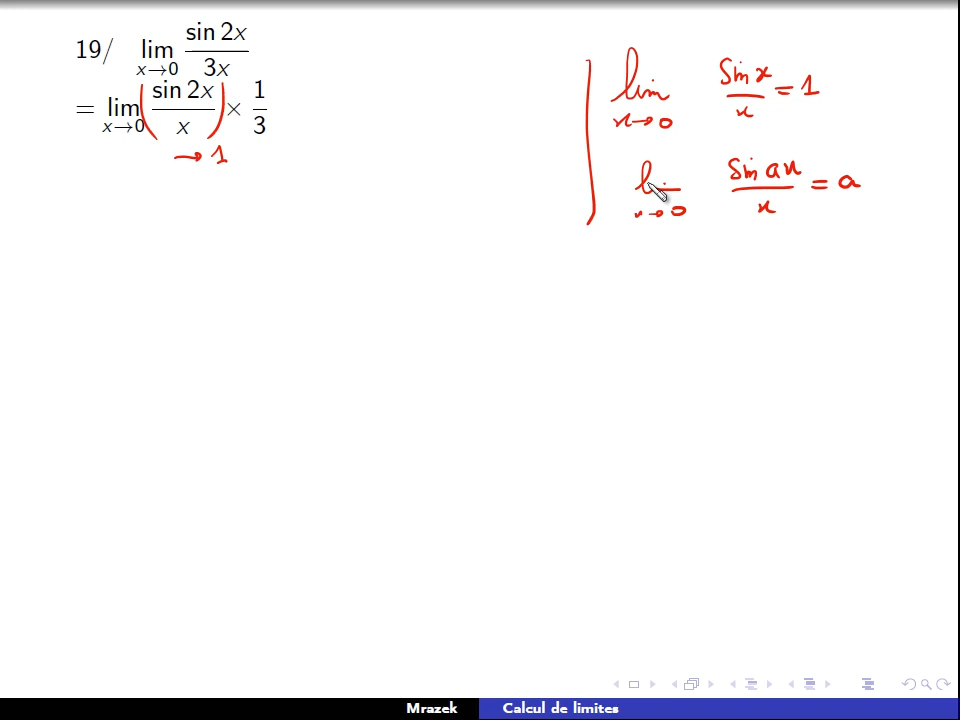 19/ lim x→0 sin 2x / 3x
= lim x→0 ( sin 2x / x ) × 1/3
→ 1
lim x→0 sin x / x = 1
lim x→0 sin ax / x = a
Mrazek Calcul de limites